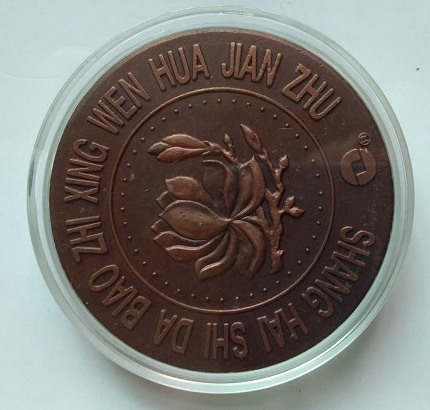 SHANG HAI SHI DA BIAO ZHI XING WEN HUA JIAN ZHU
®